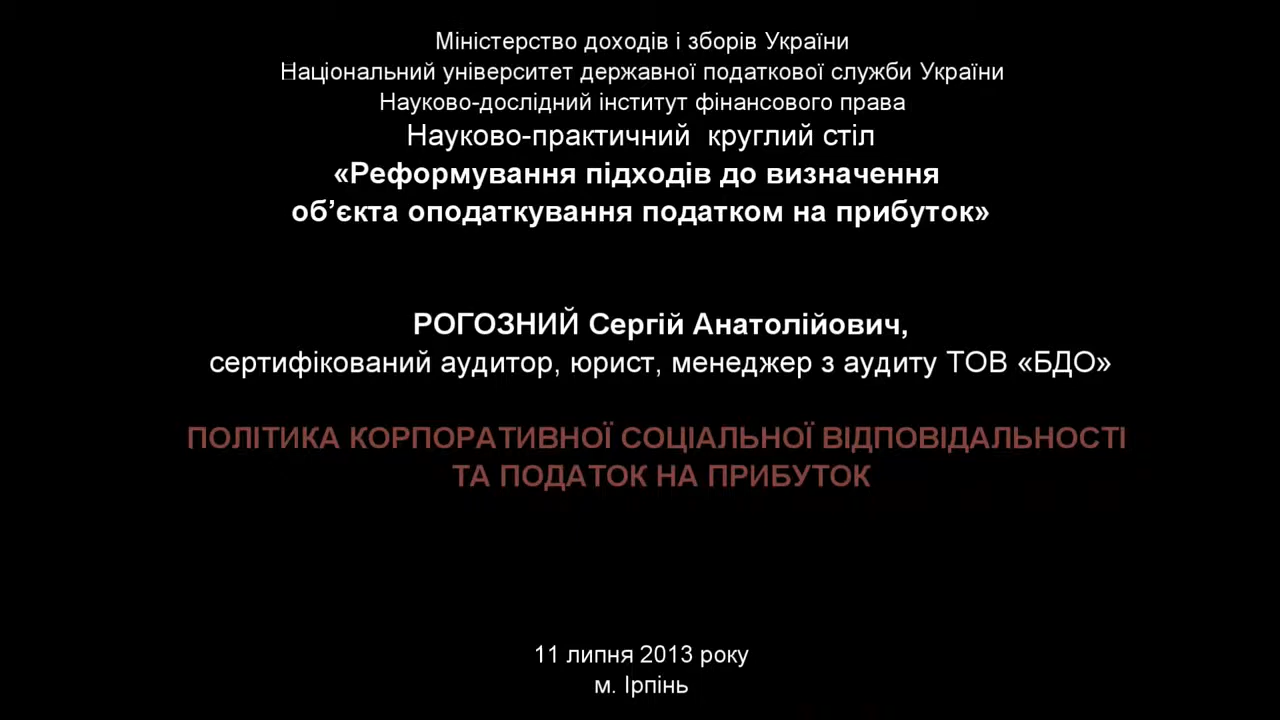 Міністерство доходів і зборів України
Національний університет державної податкової служби України
Науково-дослідний інститут фінансового права
Науково-практичний круглий стіл
«Реформування підходів до визначення
об’єкта оподаткування податком на прибуток»
РОГОЗНИЙ Сергій Анатолійович,
сертифікований аудитор, юрист, менеджер з аудиту ТОВ «БДО»
ПОЛІТИКА КОРПОРАТИВНОЇ СОЦІАЛЬНОЇ ВІДПОВІДАЛЬНОСТІ
ТА ПОДАТОК НА ПРИБУТОК
11 липня 2013 року
м. Ірпінь